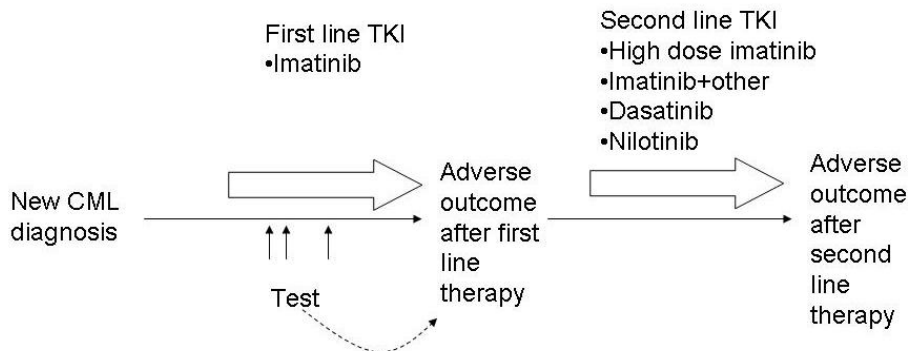 First line TKI
•Imatinib
Second line TKI
•High dose imatinib
•Imatinib+other
•Dasatinib
•Nilotinib
New CML
diagnosis
Adverse
outcome
after first
line
therapy
Adverse
outcome
after
second
line
therapy
Test